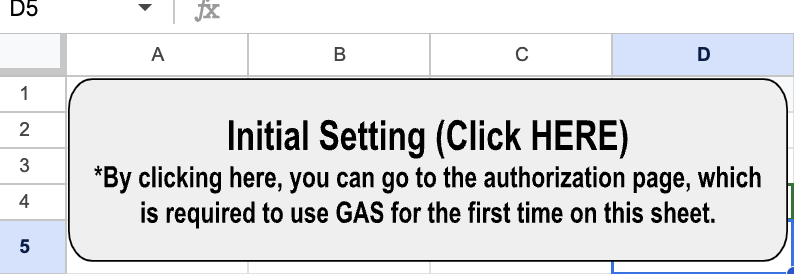 D5
fx
A B C D
1
2
3
4
5
Initial Setting (Click HERE)
*By clicking here, you can go to the authorization page, which
is required to use GAS for the first time on this sheet.